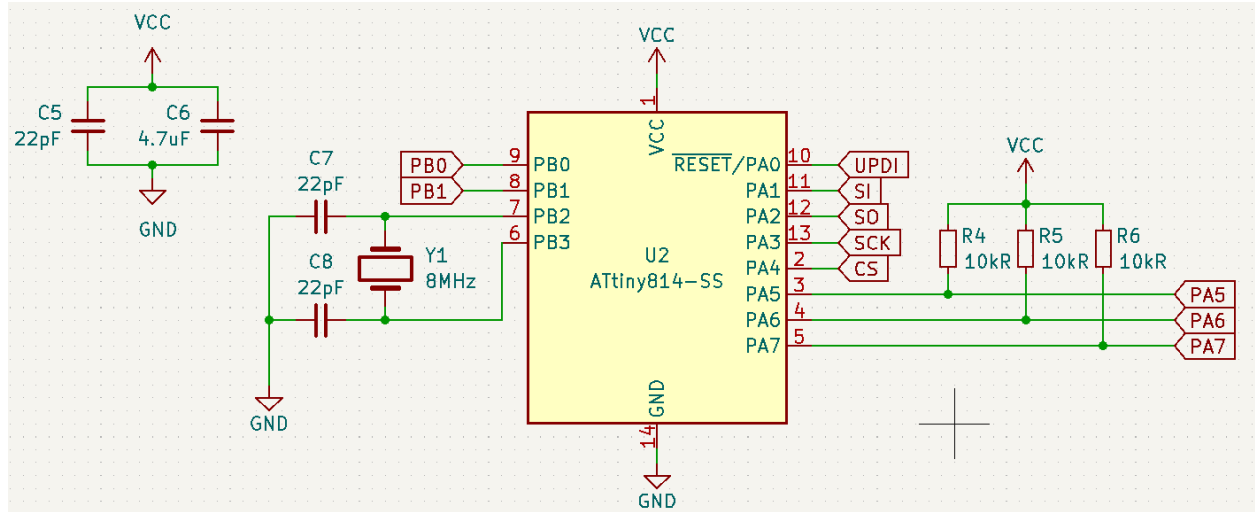 VCC
C5
22pF
C6
4.7uF
GND
C7
22pF
C8
22pF
GND
Y1
8MHz
PB0
PB1
9
8
7
6
PB0
PB1
PB2
PB3
VCC
1
VCC
U2
ATtiny814-SS
GND
14
GND
RESET/PA0
PA1
PA2
PA3
PA4
PA5
PA6
PA7
10
11
12
13
2
3
4
5
UPDI
SI
SO
SCK
CS
VCC
R4
10kR
R5
10kR
R6
10kR
PA5
PA6
PA7